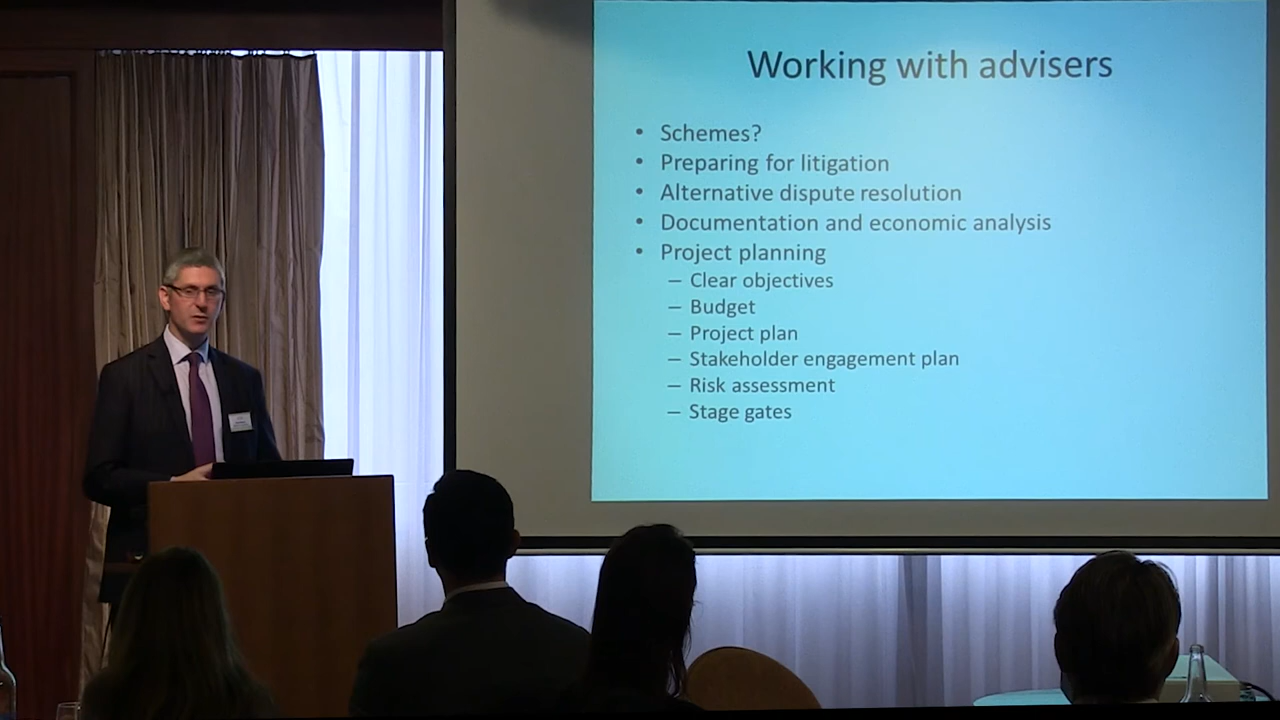 Working with advisers
• Schemes?
• Preparing for litigation
• Alternative dispute resolution
• Documentation and economic analysis
• Project planning
– Clear objectives
– Budget
– Project plan
– Stakeholder engagement plan
– Risk assessment
– Stage gates